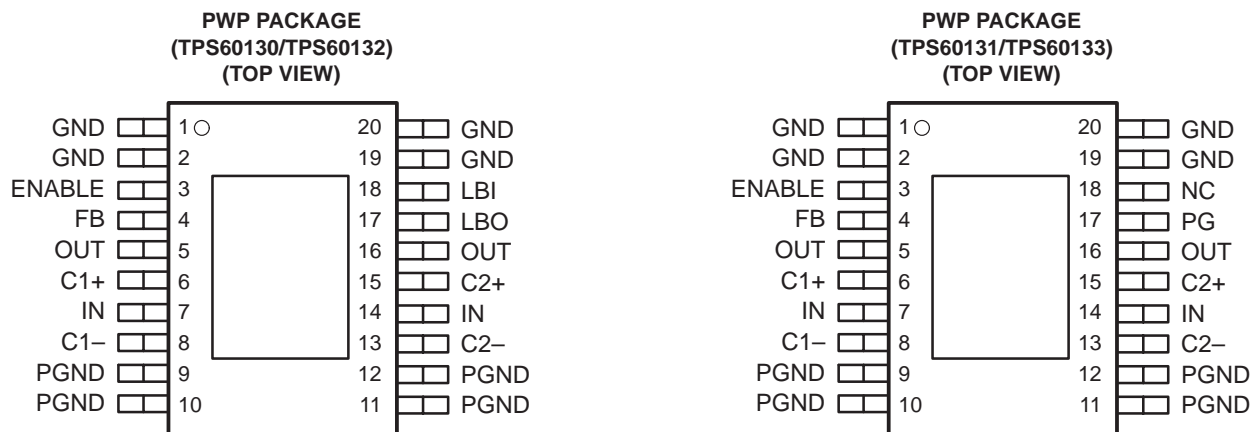 PWP PACKAGE
(TPS60130/TPS60132)
(TOP VIEW)
GND 1 20 GND
GND 2 19 GND
ENABLE 3 18 LBI
FB 4 17 LBO
OUT 5 16 OUT
C1+ 6 15 C2+
IN 7 14 IN
C1– 8 13 C2–
PGND 9 12 PGND
PGND 10 11 PGND
PWP PACKAGE
(TPS60131/TPS60133)
(TOP VIEW)
GND 1 20 GND
GND 2 19 GND
ENABLE 3 18 NC
FB 4 17 PG
OUT 5 16 OUT
C1+ 6 15 C2+
IN 7 14 IN
C1– 8 13 C2–
PGND 9 12 PGND
PGND 10 11 PGND